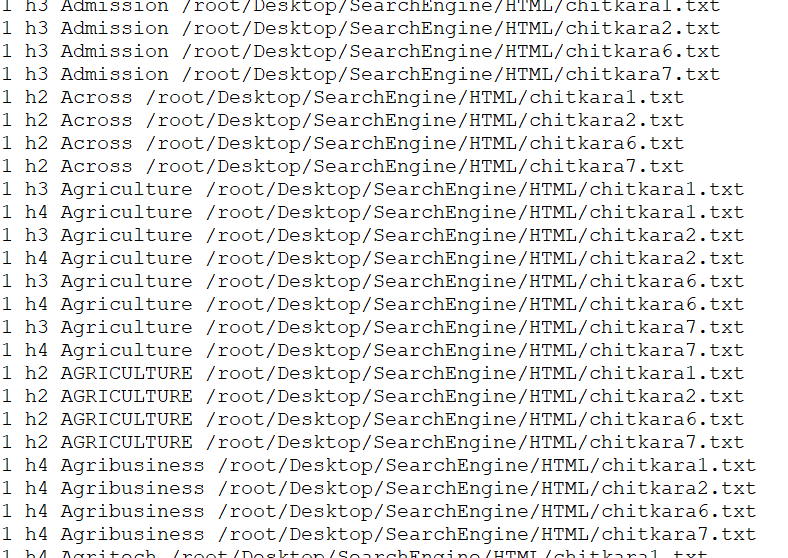 1 h3 Admission /root/Desktop/SearchEngine/HTML/chitkara1.txt
1 h3 Admission /root/Desktop/SearchEngine/HTML/chitkara2.txt
1 h3 Admission /root/Desktop/SearchEngine/HTML/chitkara6.txt
1 h3 Admission /root/Desktop/SearchEngine/HTML/chitkara7.txt
1 h2 Across /root/Desktop/SearchEngine/HTML/chitkara1.txt
1 h2 Across /root/Desktop/SearchEngine/HTML/chitkara2.txt
1 h2 Across /root/Desktop/SearchEngine/HTML/chitkara6.txt
1 h2 Across /root/Desktop/SearchEngine/HTML/chitkara7.txt
1 h3 Agriculture /root/Desktop/SearchEngine/HTML/chitkara1.txt
1 h4 Agriculture /root/Desktop/SearchEngine/HTML/chitkara1.txt
1 h3 Agriculture /root/Desktop/SearchEngine/HTML/chitkara2.txt
1 h4 Agriculture /root/Desktop/SearchEngine/HTML/chitkara2.txt
1 h3 Agriculture /root/Desktop/SearchEngine/HTML/chitkara6.txt
1 h4 Agriculture /root/Desktop/SearchEngine/HTML/chitkara6.txt
1 h3 Agriculture /root/Desktop/SearchEngine/HTML/chitkara7.txt
1 h4 Agriculture /root/Desktop/SearchEngine/HTML/chitkara7.txt
1 h2 AGRICULTURE /root/Desktop/SearchEngine/HTML/chitkara1.txt
1 h2 AGRICULTURE /root/Desktop/SearchEngine/HTML/chitkara2.txt
1 h2 AGRICULTURE /root/Desktop/SearchEngine/HTML/chitkara6.txt
1 h2 AGRICULTURE /root/Desktop/SearchEngine/HTML/chitkara7.txt
1 h4 Agribusiness /root/Desktop/SearchEngine/HTML/chitkara1.txt
1 h4 Agribusiness /root/Desktop/SearchEngine/HTML/chitkara2.txt
1 h4 Agribusiness /root/Desktop/SearchEngine/HTML/chitkara6.txt
1 h4 Agribusiness /root/Desktop/SearchEngine/HTML/chitkara7.txt
1 h4 Agritech /root/Desktop/SearchEngine/HTML/chitkara1.txt